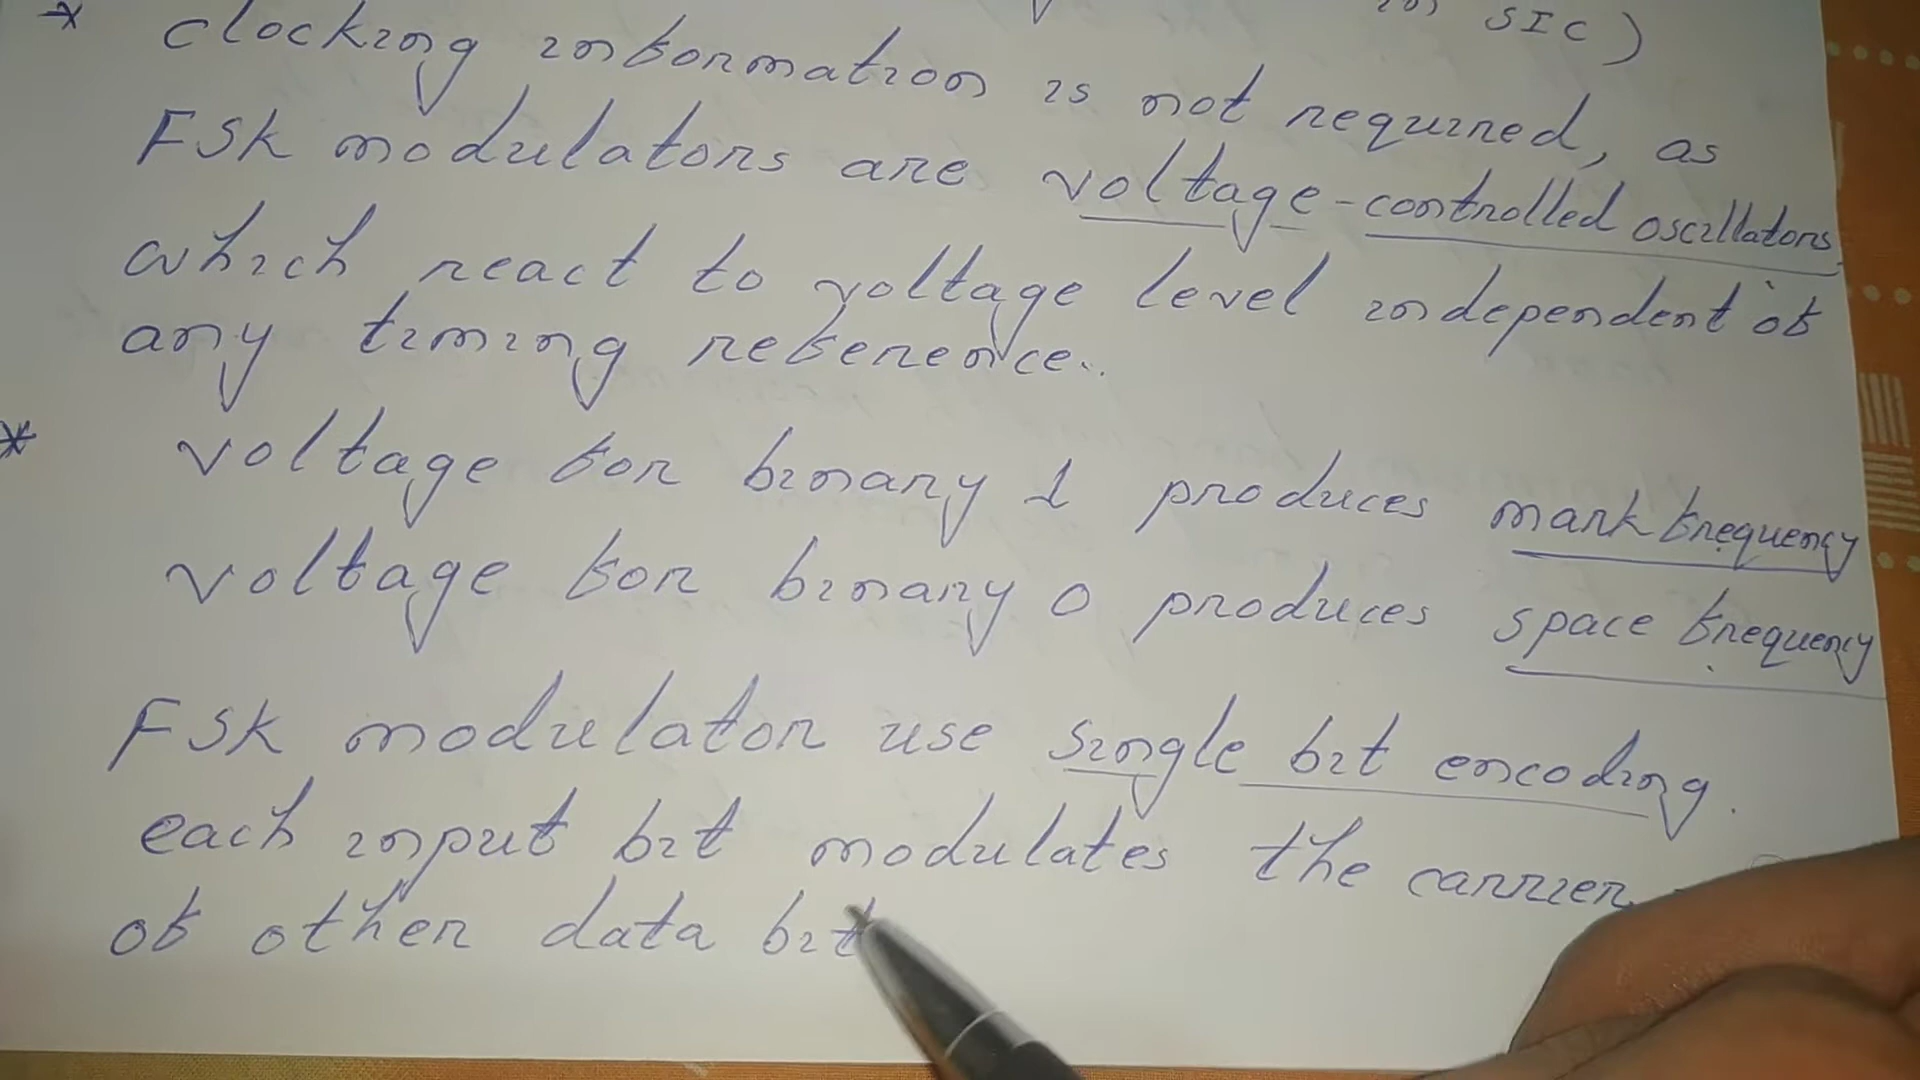 SIC)
* clocking information is not required, as
FSK modulators are voltage-controlled oscillators
which react to voltage level independent of
any timing reference..
* voltage for binary 1 produces mark frequency
voltage for binary 0 produces space frequency
FSK modulator use single bit encoding.
each input bit modulates the carrier
of other data bit